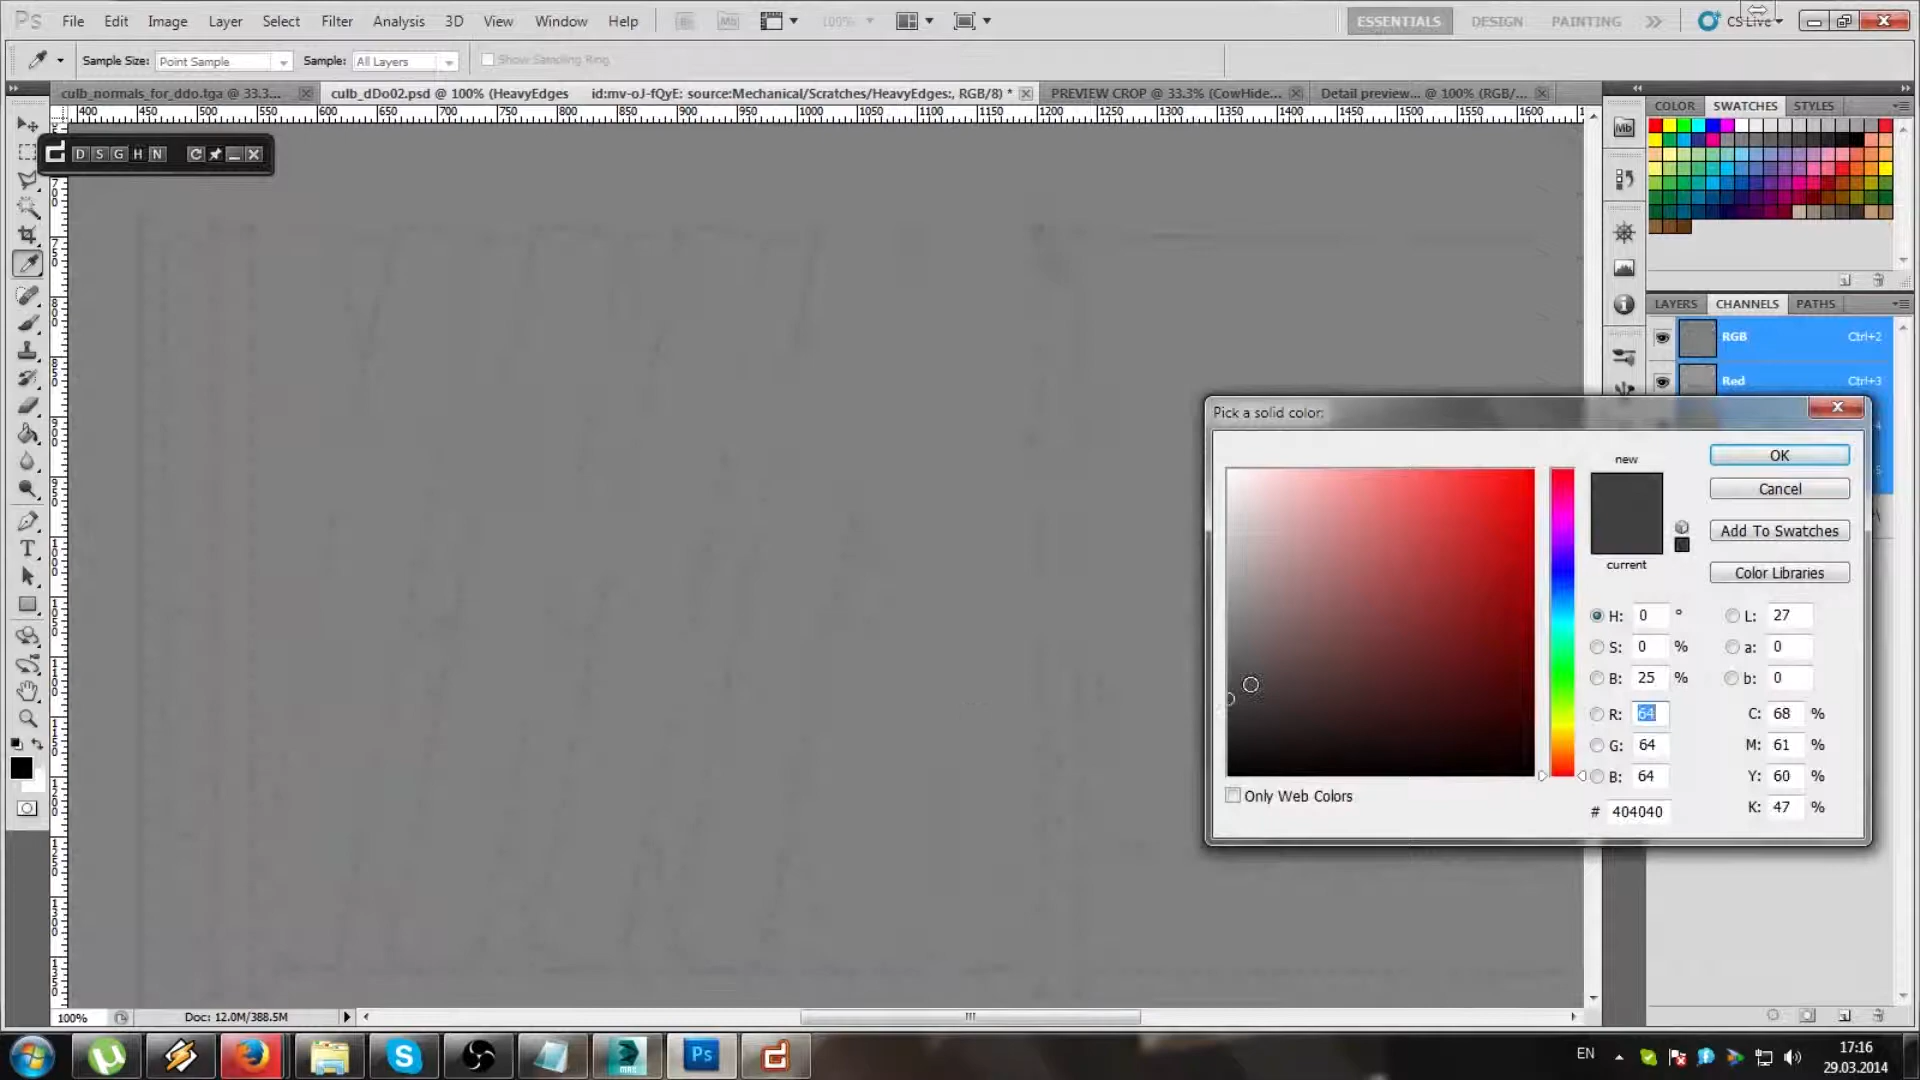 Ps File Edit Image Layer Select Filter Analysis 3D View Window Help Br Mb 100% ESSENTIALS DESIGN PAINTING CS Live
Sample Size: Point Sample Sample: All Layers Show Sampling Ring
culb_normals_for_ddo.tga @ 33.3... culb_dDo02.psd @ 100% (HeavyEdges id:mv-oJ-fQyE: source:Mechanical/Scratches/HeavyEdges:, RGB/8) * PREVIEW CROP @ 33.3% (CowHide... Detail preview... @ 100% (RGB/...
400 450 500 550 600 650 700 750 800 850 900 950 1000 1050 1100 1150 1200 1250 1300 1350 1400 1450 1500 1550 1600
D S G H N
COLOR SWATCHES STYLES
Mb
LAYERS CHANNELS PATHS
RGB Ctrl+2
Red Ctrl+3
Pick a solid color:
new
current
OK
Cancel
Add To Swatches
Color Libraries
H: 0 ° L: 27
S: 0 % a: 0
B: 25 % b: 0
R: 64 C: 68 %
G: 64 M: 61 %
B: 64 Y: 60 %
# 404040 K: 47 %
Only Web Colors
100% Doc: 12.0M/388.5M
EN 17:16
29.03.2014